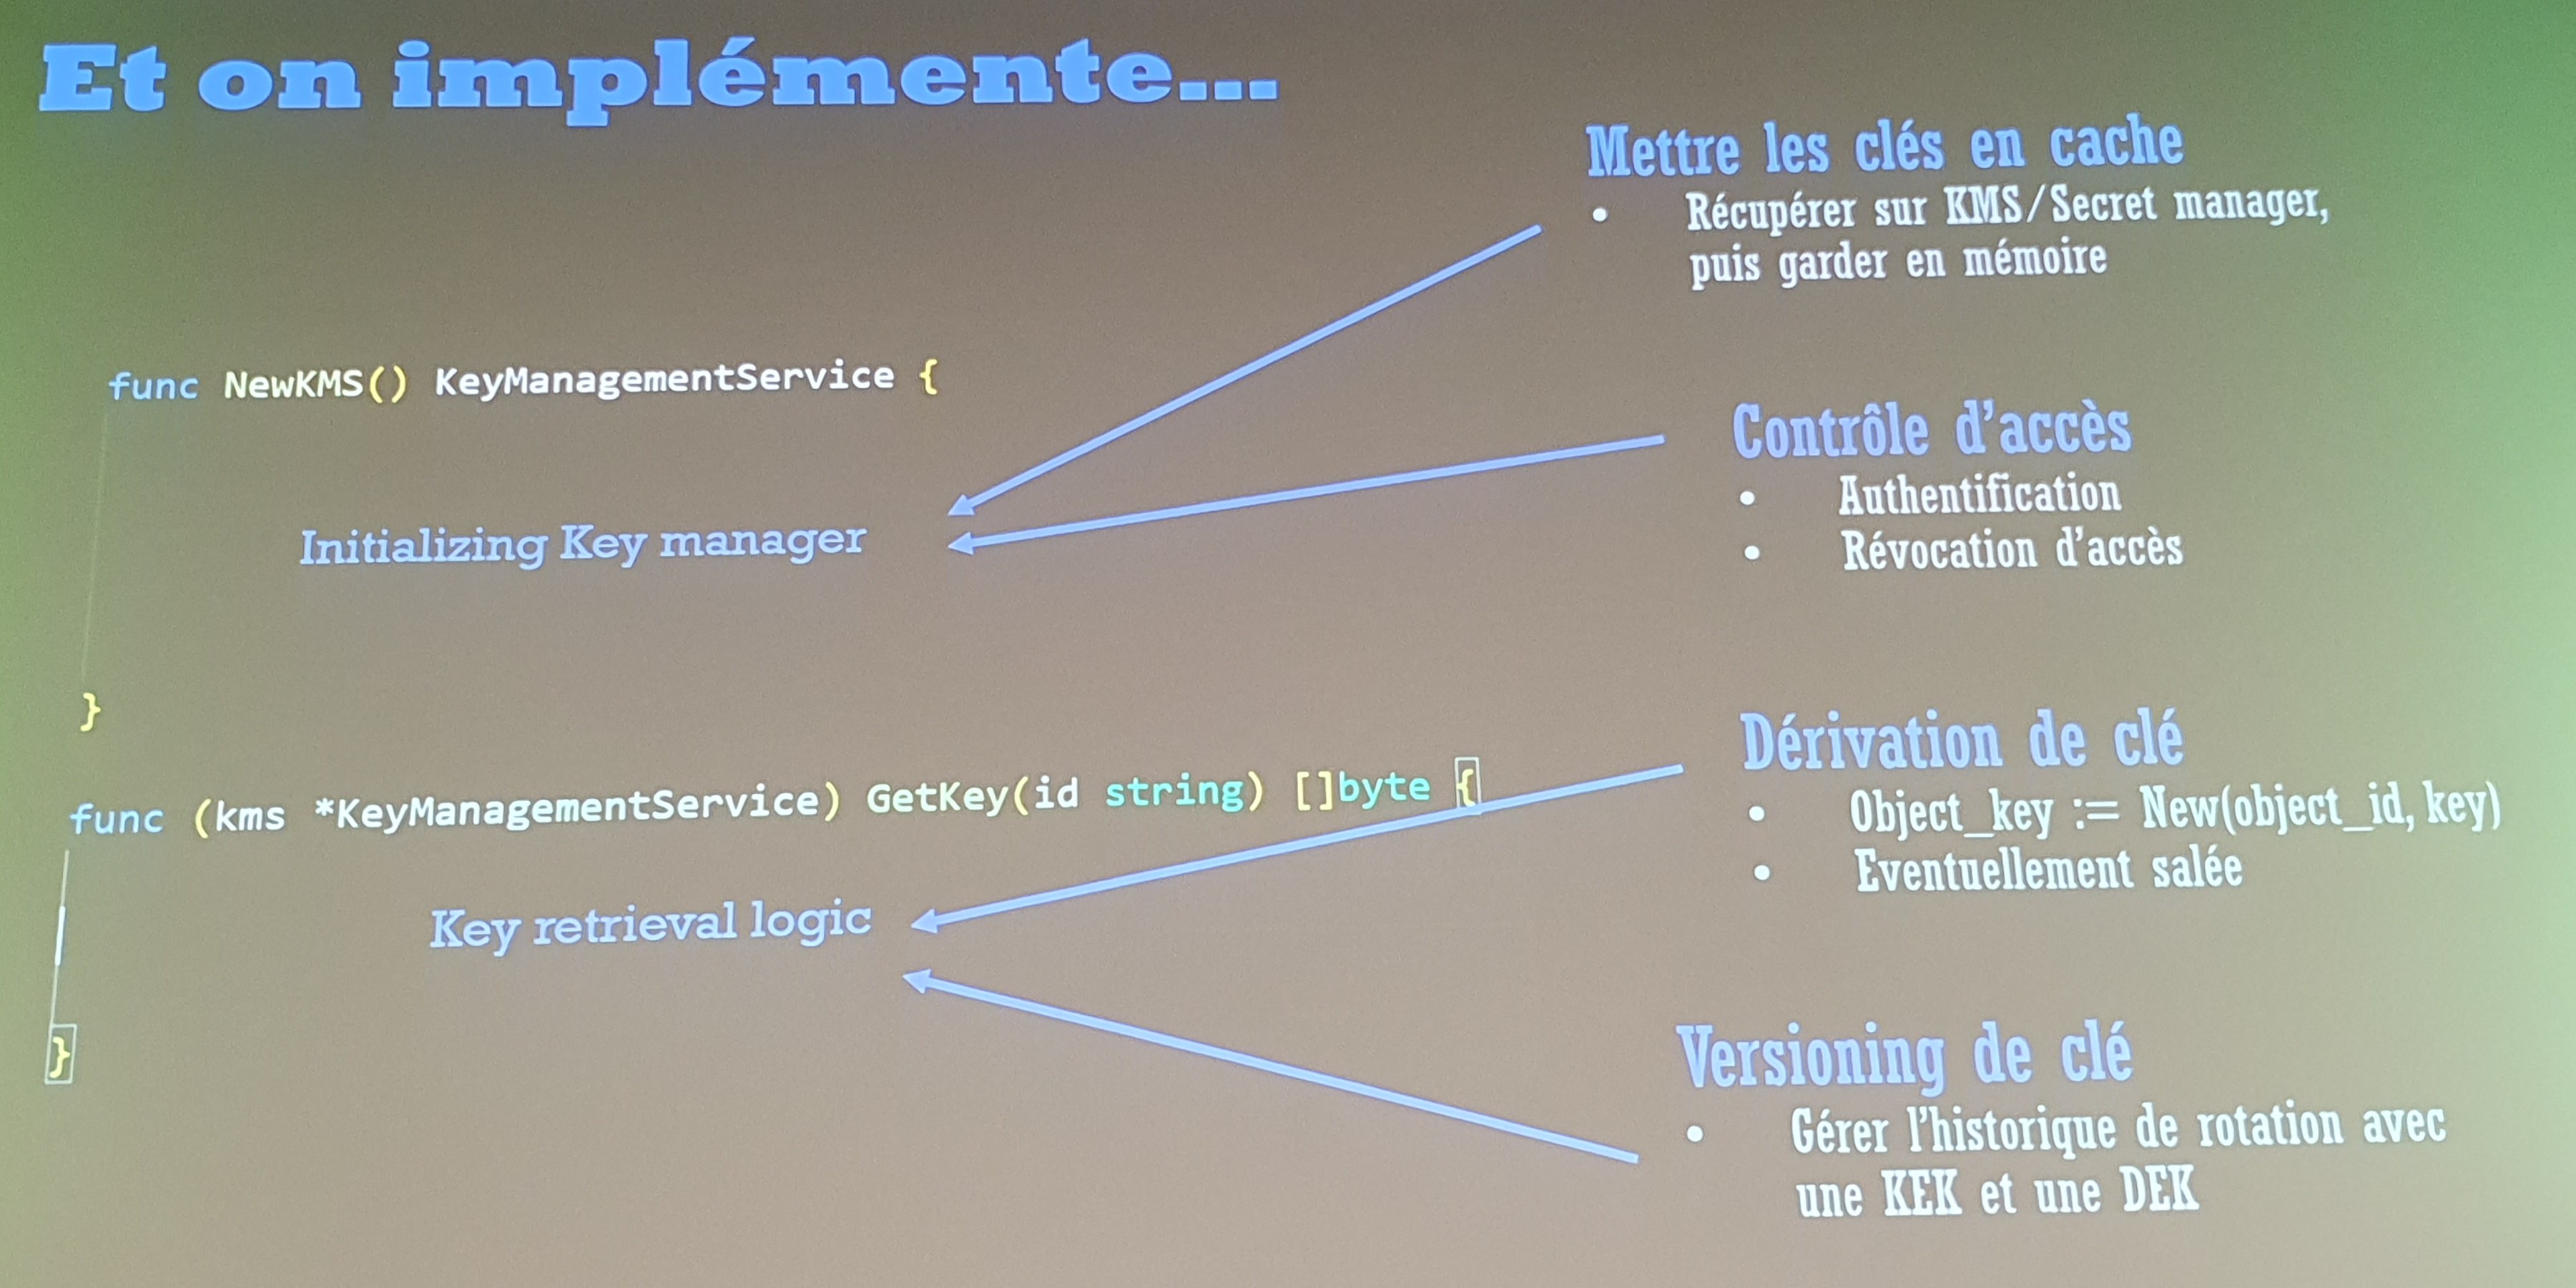 Et on implémente...
func NewKMS() KeyManagementService {
Initializing Key manager
}
func (kms *KeyManagementService) GetKey(id string) []byte {
Key retrieval logic
}
Mettre les clés en cache
• Récupérer sur KMS/Secret manager,
puis garder en mémoire
Contrôle d'accès
• Authentification
• Révocation d'accès
Dérivation de clé
• Object_key := New(object_id, key)
• Eventuellement salée
Versioning de clé
• Gérer l'historique de rotation avec
une KEK et une DEK